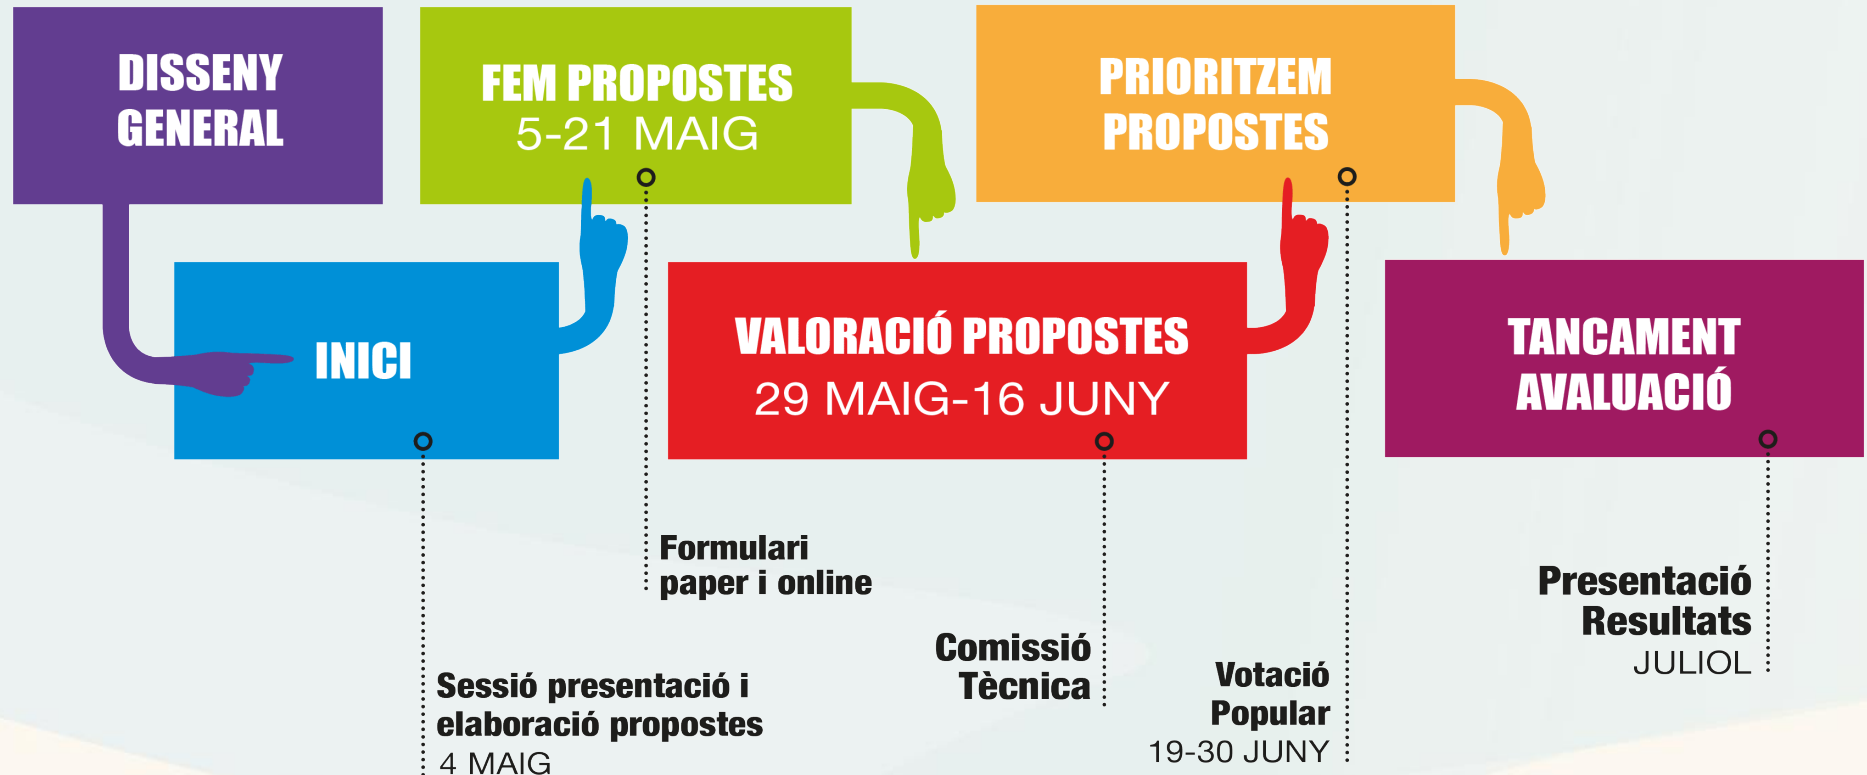 DISSENY
GENERAL
INICI
Sessió presentació i
elaboració propostes
4 MAIG
FEM PROPOSTES
5-21 MAIG
Formulari
paper i online
VALORACIÓ PROPOSTES
29 MAIG-16 JUNY
Comissió
Tècnica
PRIORITZEM
PROPOSTES
Votació
Popular
19-30 JUNY
TANCAMENT
AVALUACIÓ
Presentació
Resultats
JULIOL